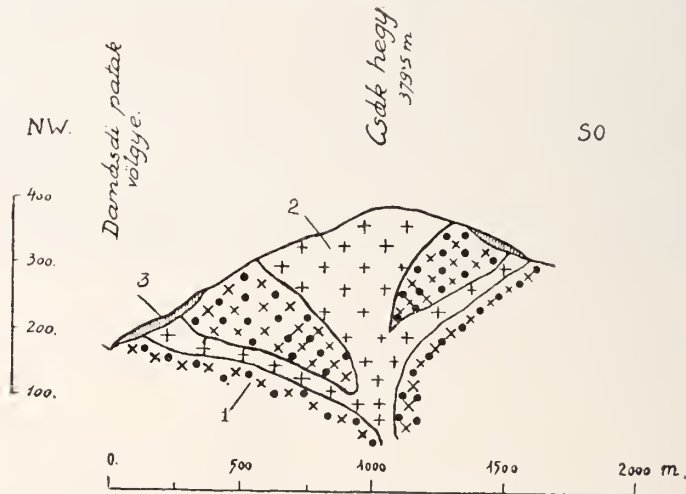 Damásdi patak
völgye.
Csák hegy
379·5 m
NW.
SO
400
300.
200.
100.
2
3
1
0.
500
1000
1500
2000 m.